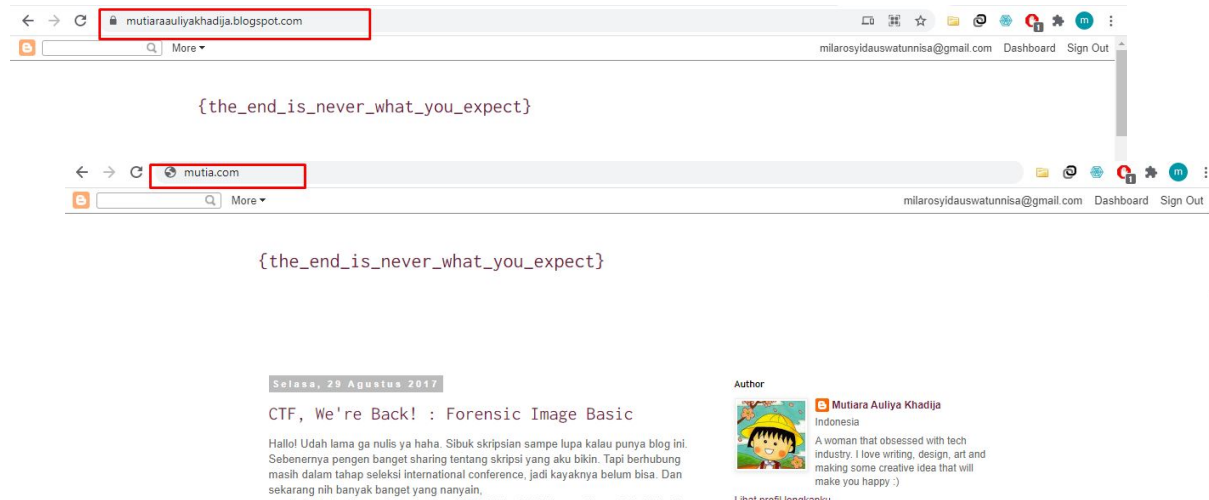 mutiaraauliyakhadija.blogspot.com
More
milarosyidauswatunnisa@gmail.com Dashboard Sign Out
{the_end_is_never_what_you_expect}
mutia.com
More
milarosyidauswatunnisa@gmail.com Dashboard Sign Out
{the_end_is_never_what_you_expect}
Selasa, 29 Agustus 2017
CTF, We're Back! : Forensic Image Basic
Hallo! Udah lama ga nulis ya haha. Sibuk skripsian sampe lupa kalau punya blog ini.
Sebenernya pengen banget sharing tentang skripsi yang aku bikin. Tapi berhubung
masih dalam tahap seleksi international conference, jadi kayaknya belum bisa. Dan
sekarang nih banyak banget yang nanyain,
Author
Mutiara Auliya Khadija
Indonesia
A woman that obsessed with tech
industry. I love writing, design, art and
making some creative idea that will
make you happy :)
Lihat profil lengkapku